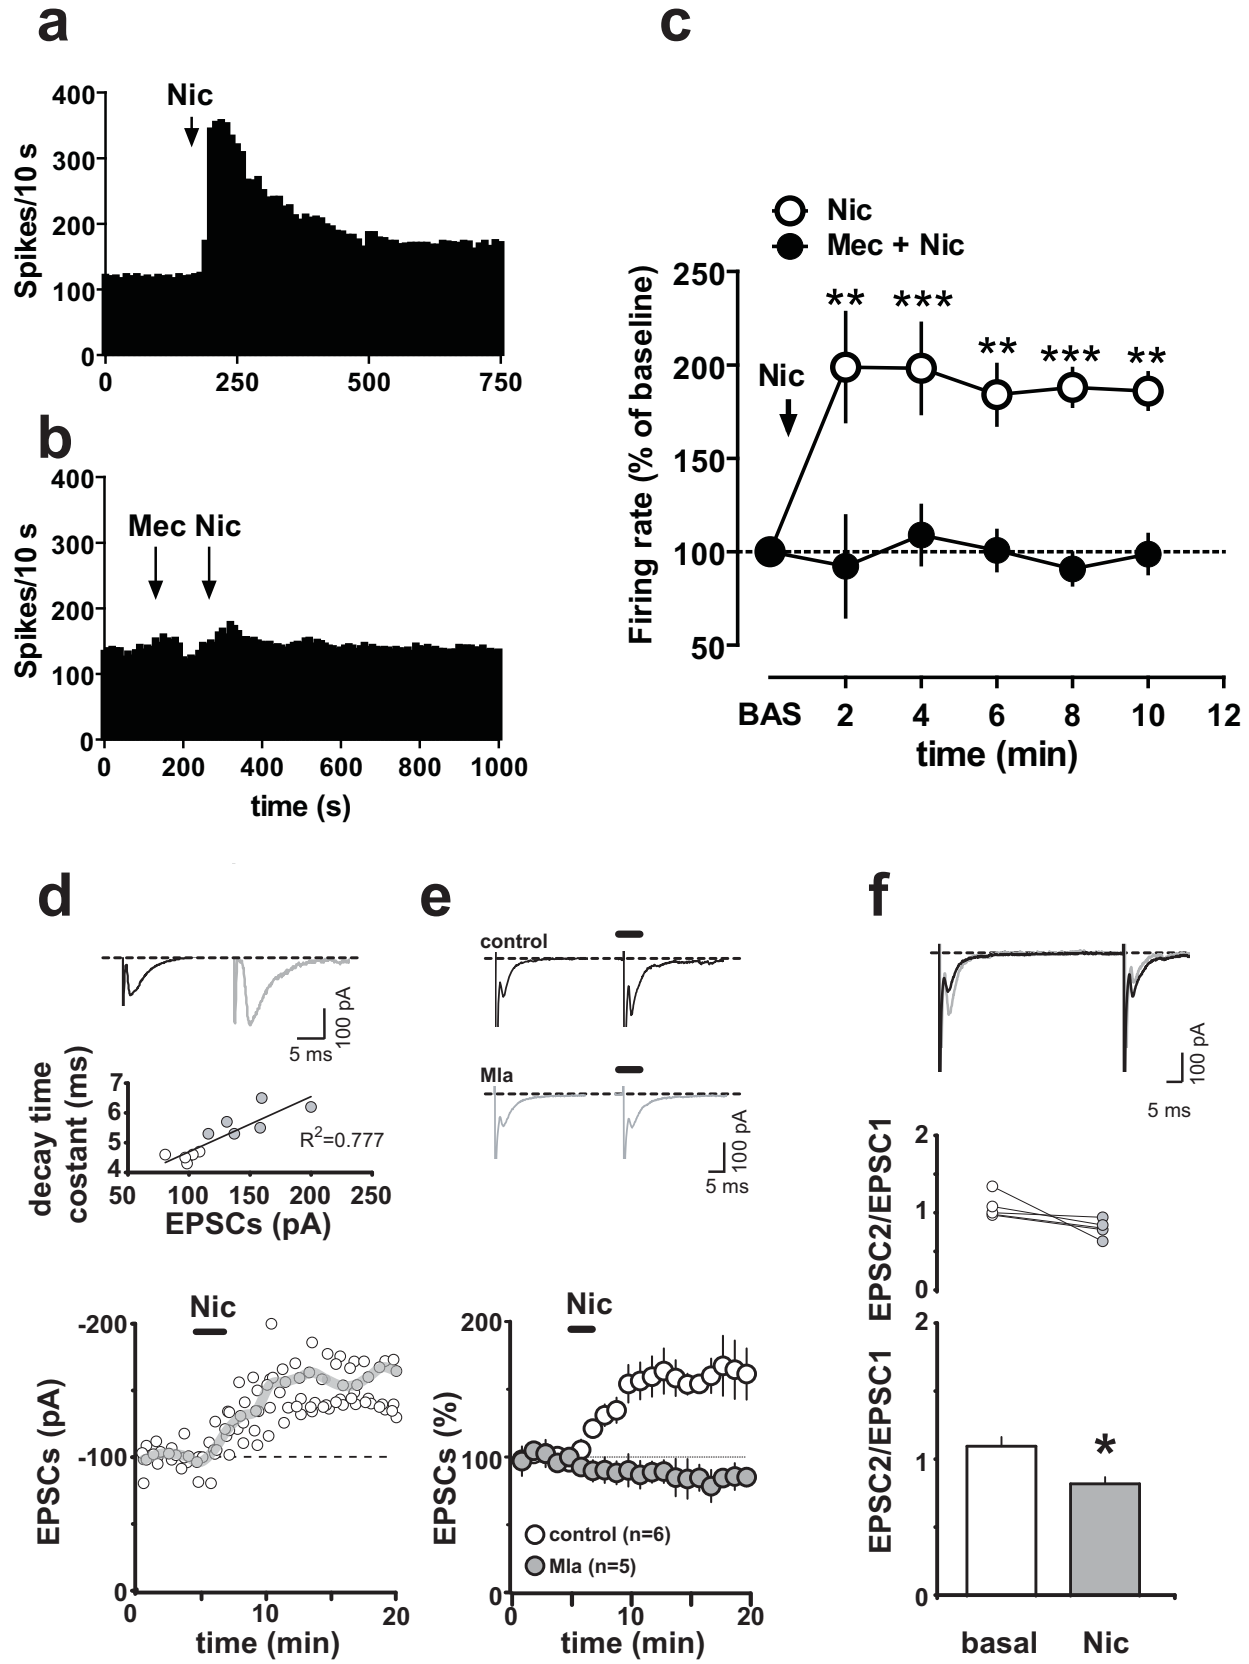 a
400
300
200
100
0
Spikes/10 s
Nic
0 250 500 750
b
400
300
200
100
0
Spikes/10 s
Mec Nic
0 200 400 600 800 1000
time (s)
c
Nic
Mec + Nic
250
200
150
100
50
Firing rate (% of baseline)
Nic
** *** ** *** **
BAS 2 4 6 8 10 12
time (min)
d
100 pA
5 ms
decay time
costant (ms)
7
6
5
4
R2=0.777
50 100 150 200 250
EPSCs (pA)
Nic
-200
-100
0
EPSCs (pA)
0 10 20
time (min)
e
control
100 pA
5 ms
Mla
100 pA
5 ms
Nic
200
100
0
EPSCs (%)
control (n=6)
Mla (n=5)
0 10 20
time (min)
f
100 pA
5 ms
2
1
0
EPSC2/EPSC1
2
1
0
EPSC2/EPSC1
*
basal Nic